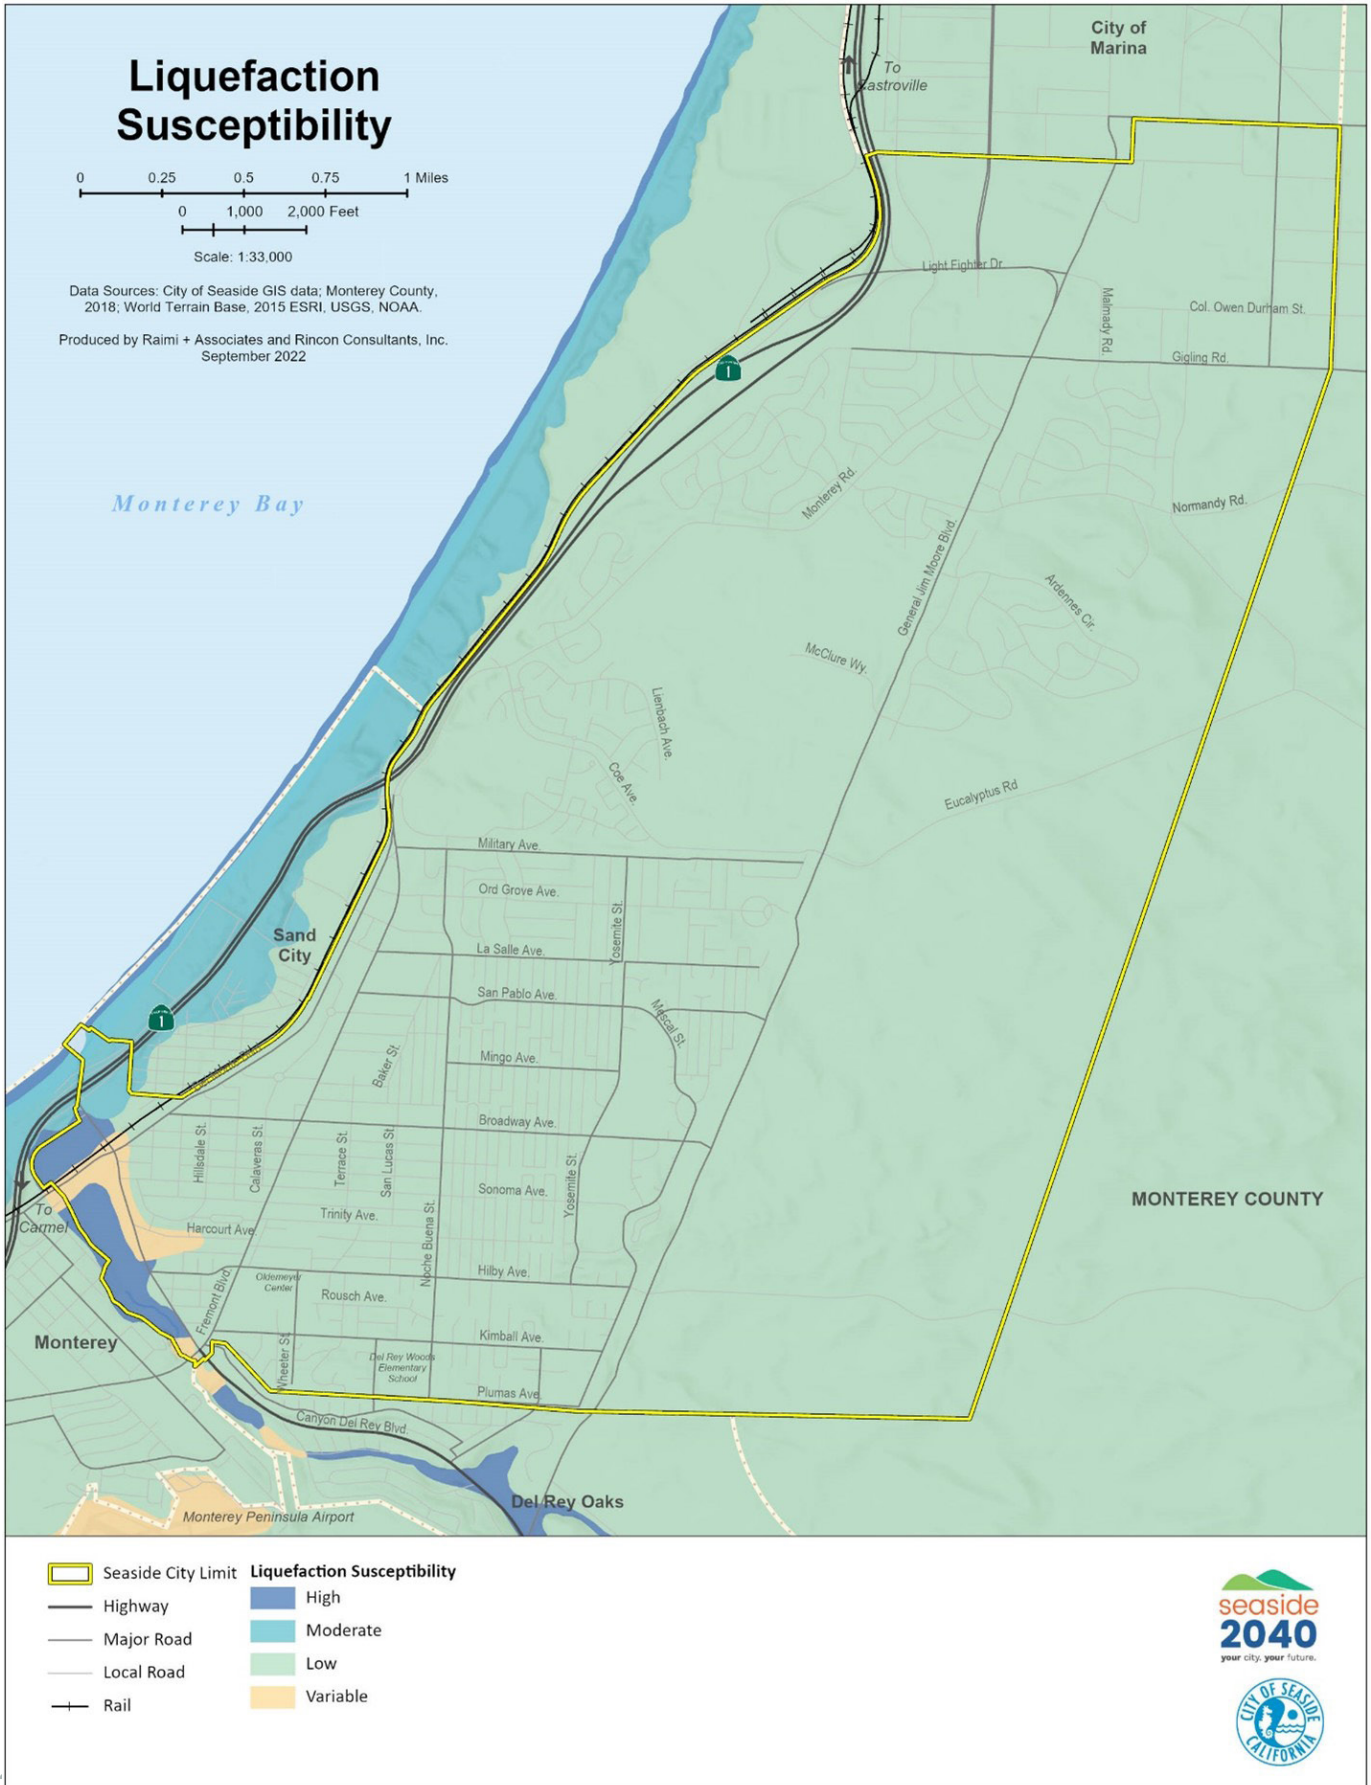 Liquefaction
Susceptibility
0 0.25 0.5 0.75 1 Miles
0 1,000 2,000 Feet
Scale: 1:33,000
Data Sources: City of Seaside GIS data; Monterey County,
2018; World Terrain Base, 2015 ESRI, USGS, NOAA.
Produced by Raimi + Associates and Rincon Consultants, Inc.
September 2022
City of
Marina
To
Castroville
Light Fighter Dr.
Malmady Rd.
Col. Owen Durham St.
Gigling Rd.
1
Monterey Bay
Monterey Rd.
Normandy Rd.
General Jim Moore Blvd.
Ardennes Cir.
McClure Wy.
Lienbach Ave.
Coe Ave.
Eucalyptus Rd
Military Ave.
Ord Grove Ave.
Yosemite St.
Sand
City
La Salle Ave.
San Pablo Ave.
Mescal St.
1
Baker St.
Mingo Ave.
Broadway Ave.
Hillsdale St.
Calaveras St.
Terrace St.
San Lucas St.
Sonoma Ave.
Yosemite St.
MONTEREY COUNTY
To
Carmel
Harcourt Ave.
Trinity Ave.
Noche Buena St.
Hilby Ave.
Oldemeyer
Center
Rousch Ave.
Fremont Blvd.
Monterey
Kimball Ave.
Wheeler St.
Del Rey Woods
Elementary
School
Plumas Ave.
Canyon Del Rey Blvd.
Del Rey Oaks
Monterey Peninsula Airport
Seaside City Limit
Highway
Major Road
Local Road
Rail
Liquefaction Susceptibility
High
Moderate
Low
Variable
seaside
2040
your city. your future.
CITY OF SEASIDE
CALIFORNIA